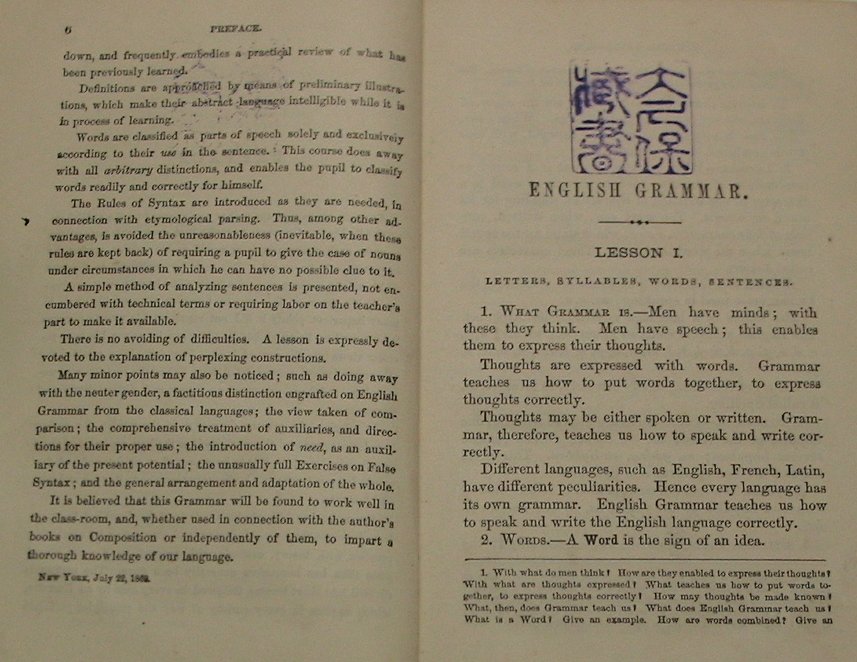 6 PREFACE.
down, and frequently embodies a practical review of what has
been previously learned.
Definitions are approached by means of preliminary illustra-
tions, which make their abstract language intelligible while it is
in process of learning.
Words are classified as parts of speech solely and exclusively
according to their use in the sentence. This course does away
with all arbitrary distinctions, and enables the pupil to classify
words readily and correctly for himself.
The Rules of Syntax are introduced as they are needed, in
connection with etymological parsing. Thus, among other ad-
vantages, is avoided the unreasonableness (inevitable, when these
rules are kept back) of requiring a pupil to give the case of nouns
under circumstances in which he can have no possible clue to it.
A simple method of analyzing sentences is presented, not en-
cumbered with technical terms or requiring labor on the teacher's
part to make it available.
There is no avoiding of difficulties. A lesson is expressly de-
voted to the explanation of perplexing constructions.
Many minor points may also be noticed; such as doing away
with the neuter gender, a factitious distinction engrafted on English
Grammar from the classical languages; the view taken of com-
parison; the comprehensive treatment of auxiliaries, and direc-
tions for their proper use; the introduction of need, as an auxil-
iary of the present potential; the unusually full Exercises on False
Syntax; and the general arrangement and adaptation of the whole.
It is believed that this Grammar will be found to work well in
the class-room, and, whether used in connection with the author's
books on Composition or independently of them, to impart a
thorough knowledge of our language.
New York, July 22, 1862.
大久保
藏書
ENGLISH GRAMMAR.
LESSON I.
LETTERS, SYLLABLES, WORDS, SENTENCES.
1. What Grammar is.—Men have minds; with
these they think. Men have speech; this enables
them to express their thoughts.
Thoughts are expressed with words. Grammar
teaches us how to put words together, to express
thoughts correctly.
Thoughts may be either spoken or written. Gram-
mar, therefore, teaches us how to speak and write cor-
rectly.
Different languages, such as English, French, Latin,
have different peculiarities. Hence every language has
its own grammar. English Grammar teaches us how
to speak and write the English language correctly.
2. Words.—A Word is the sign of an idea.
1. With what do men think? How are they enabled to express their thoughts?
With what are thoughts expressed? What teaches us how to put words to-
gether, to express thoughts correctly? How may thoughts be made known?
What, then, does Grammar teach us? What does English Grammar teach us?
What is a Word? Give an example. How are words combined? Give an